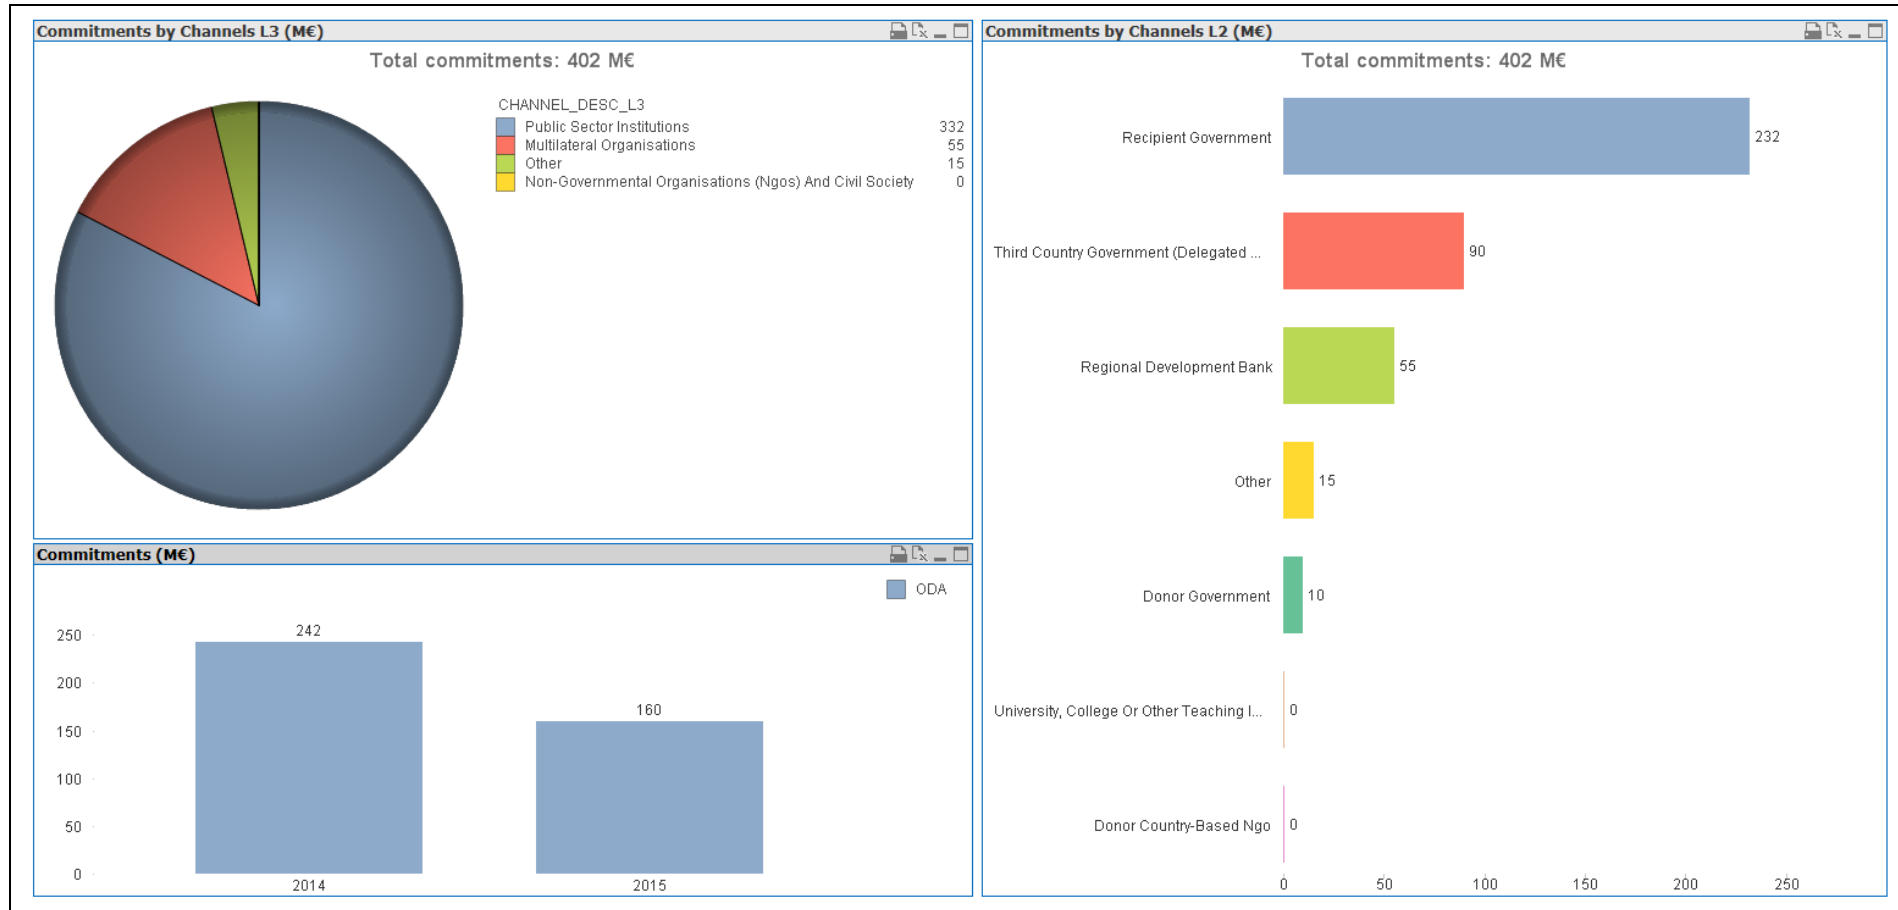 Commitments by Channels L3 (M€)
Total commitments: 402 M€
CHANNEL_DESC_L3
Public Sector Institutions 332
Multilateral Organisations 55
Other 15
Non-Governmental Organisations (Ngos) And Civil Society 0
Commitments (M€)
ODA
250
200
150
100
50
0
242
160
2014 2015
Commitments by Channels L2 (M€)
Total commitments: 402 M€
Recipient Government 232
Third Country Government (Delegated ... 90
Regional Development Bank 55
Other 15
Donor Government 10
University, College Or Other Teaching I... 0
Donor Country-Based Ngo 0
0 50 100 150 200 250